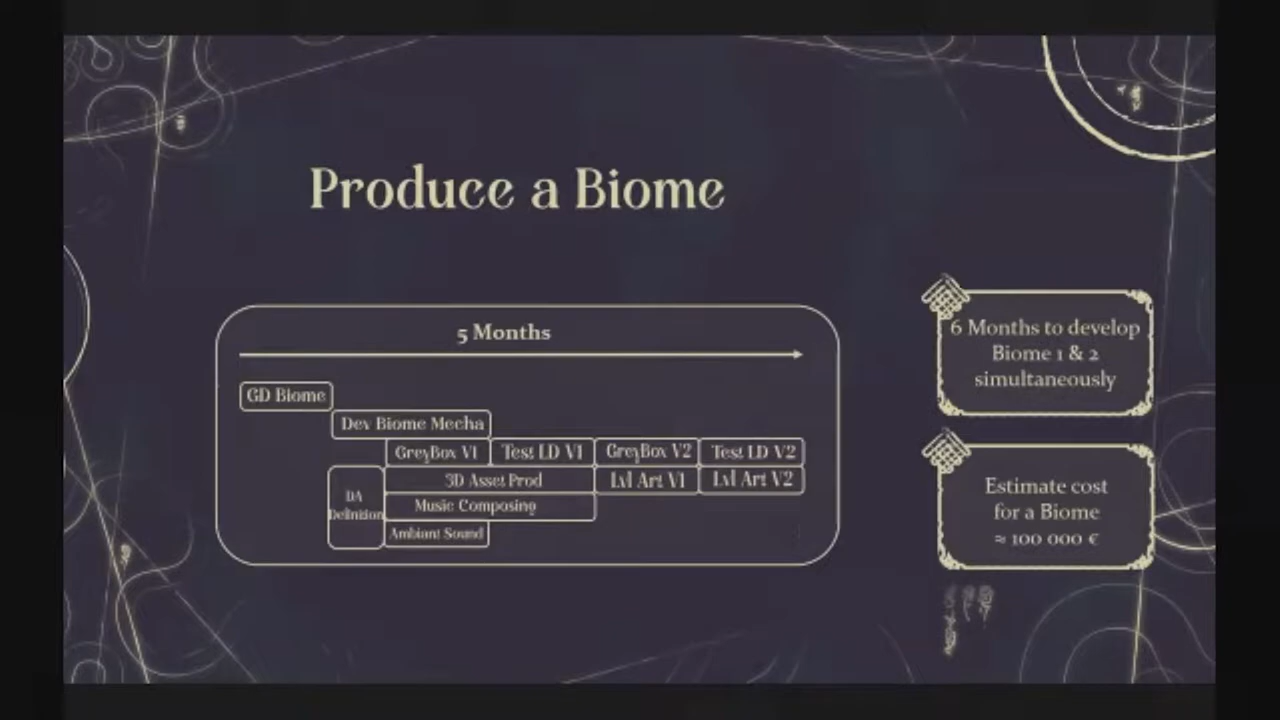 Produce a Biome
5 Months
GD Biome
Dev Biome Mecha
GreyBox V1
Test LD V1
GreyBox V2
Test LD V2
DA
Definition
3D Asset Prod
Lvl Art V1
Lvl Art V2
Music Composing
Ambiant Sound
6 Months to develop
Biome 1 & 2
simultaneously
Estimate cost
for a Biome
≈ 100 000 €